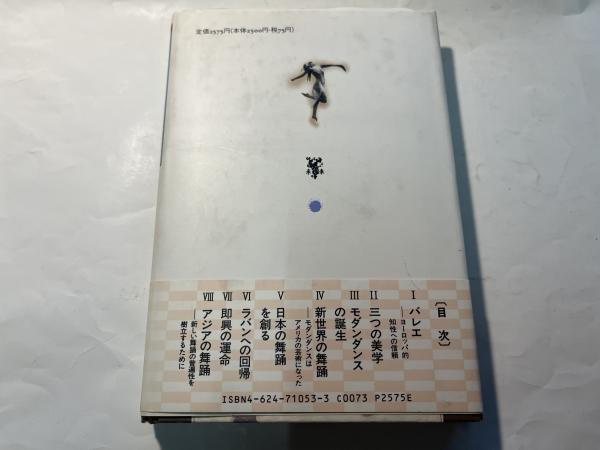 定価2575円(本体2500円・税75円)
〔目次〕
I バレエ
――ヨーロッパ的
知性への信頼
II 三つの美学
III モダンダンス
の誕生
IV 新世界の舞踊
――モダンダンスは
アメリカの芸術になった
V 日本の舞踊
を創る
VI ラバンへの回帰
VII 即興の運命
VIII アジアの舞踊
――新しい舞踊の普遍性を
樹立するために
ISBN4-624-71053-3 C0073 P2575E